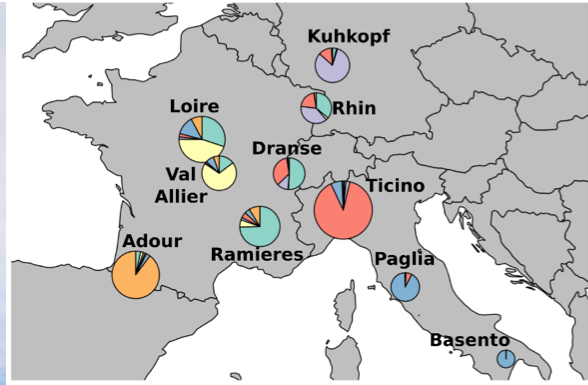 Kuhkopf
Loire
Rhin
Dranse
Val
Allier
Ticino
Adour
Ramieres
Paglia
Basento